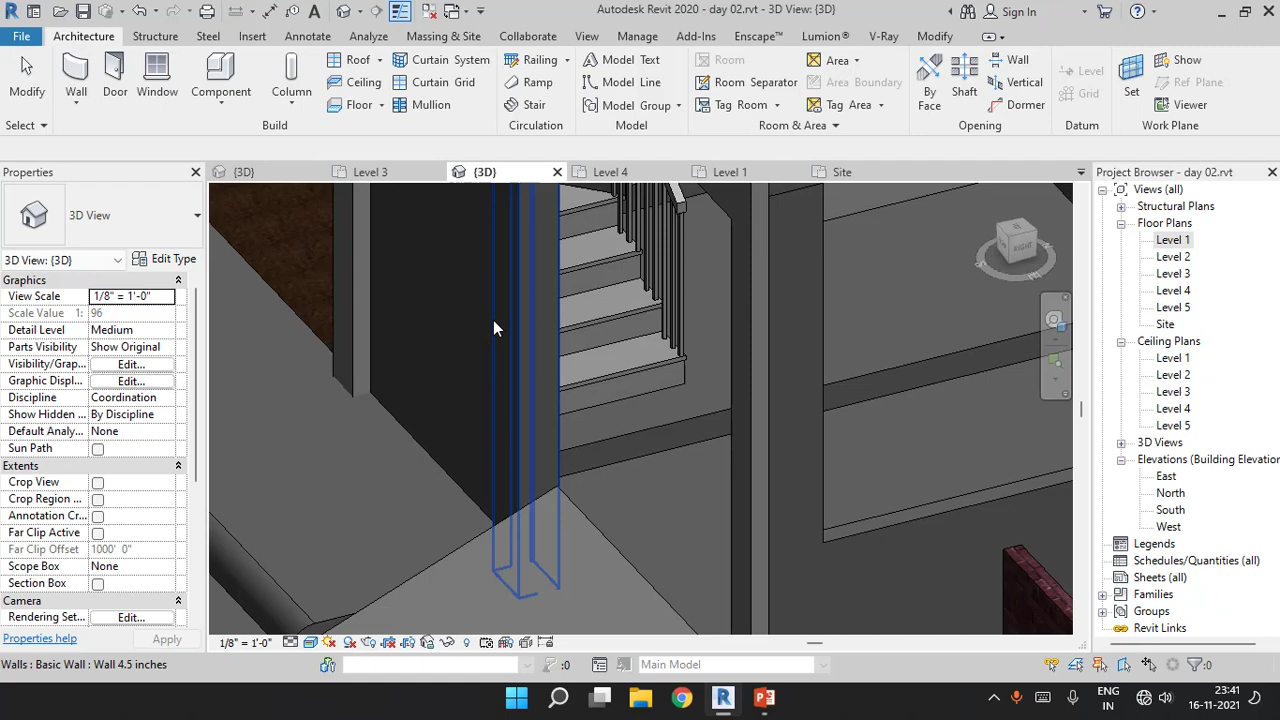 Autodesk Revit 2020 - day 02.rvt - 3D View: {3D}
Sign In
File
Architecture
Structure
Steel
Insert
Annotate
Analyze
Massing & Site
Collaborate
View
Manage
Add-Ins
Enscape™
Lumion®
V-Ray
Modify
Modify
Wall
Door
Window
Component
Column
Roof
Ceiling
Floor
Curtain System
Curtain Grid
Mullion
Railing
Ramp
Stair
Model Text
Model Line
Model Group
Room
Room Separator
Tag Room
Area
Area Boundary
Tag Area
By Face
Shaft
Wall
Vertical
Dormer
Level
Grid
Set
Show
Ref Plane
Viewer
Select
Build
Circulation
Model
Room & Area
Opening
Datum
Work Plane
Properties
{3D}
Level 3
{3D}
Level 4
Level 1
Site
Project Browser - day 02.rvt
3D View
3D View: {3D}
Edit Type
Graphics
View Scale
1/8" = 1'-0"
Scale Value 1:
96
Detail Level
Medium
Parts Visibility
Show Original
Visibility/Grap...
Edit...
Graphic Displ...
Edit...
Discipline
Coordination
Show Hidden ...
By Discipline
Default Analy...
None
Sun Path
Extents
Crop View
Crop Region ...
Annotation Cr...
Far Clip Active
Far Clip Offset
1000' 0"
Scope Box
None
Section Box
Camera
Rendering Set...
Edit...
Properties help
Apply
RIGHT
Views (all)
Structural Plans
Floor Plans
Level 1
Level 2
Level 3
Level 4
Level 5
Site
Ceiling Plans
Level 1
Level 2
Level 3
Level 4
Level 5
3D Views
Elevations (Building Elevation
East
North
South
West
Legends
Schedules/Quantities (all)
Sheets (all)
Families
Groups
Revit Links
1/8" = 1'-0"
Walls : Basic Wall : Wall 4.5 inches
:0
Main Model
:0
ENG
IN
23:41
16-11-2021